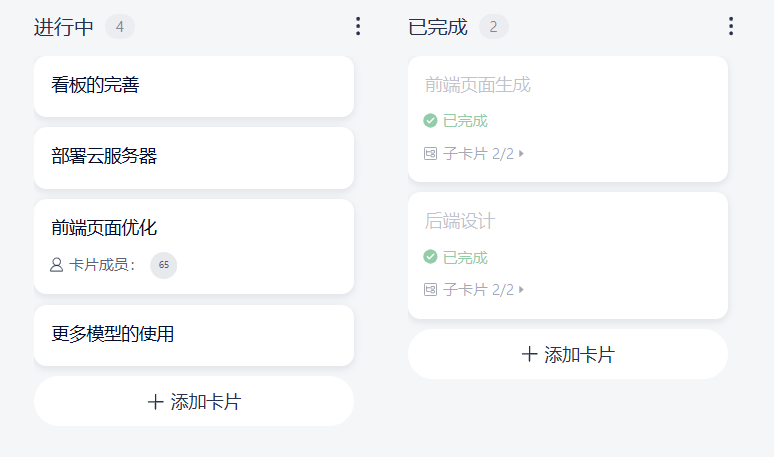 进行中 4
看板的完善
部署云服务器
前端页面优化
卡片成员： 65
更多模型的使用
添加卡片
已完成 2
前端页面生成
已完成
子卡片 2/2
后端设计
已完成
子卡片 2/2
添加卡片